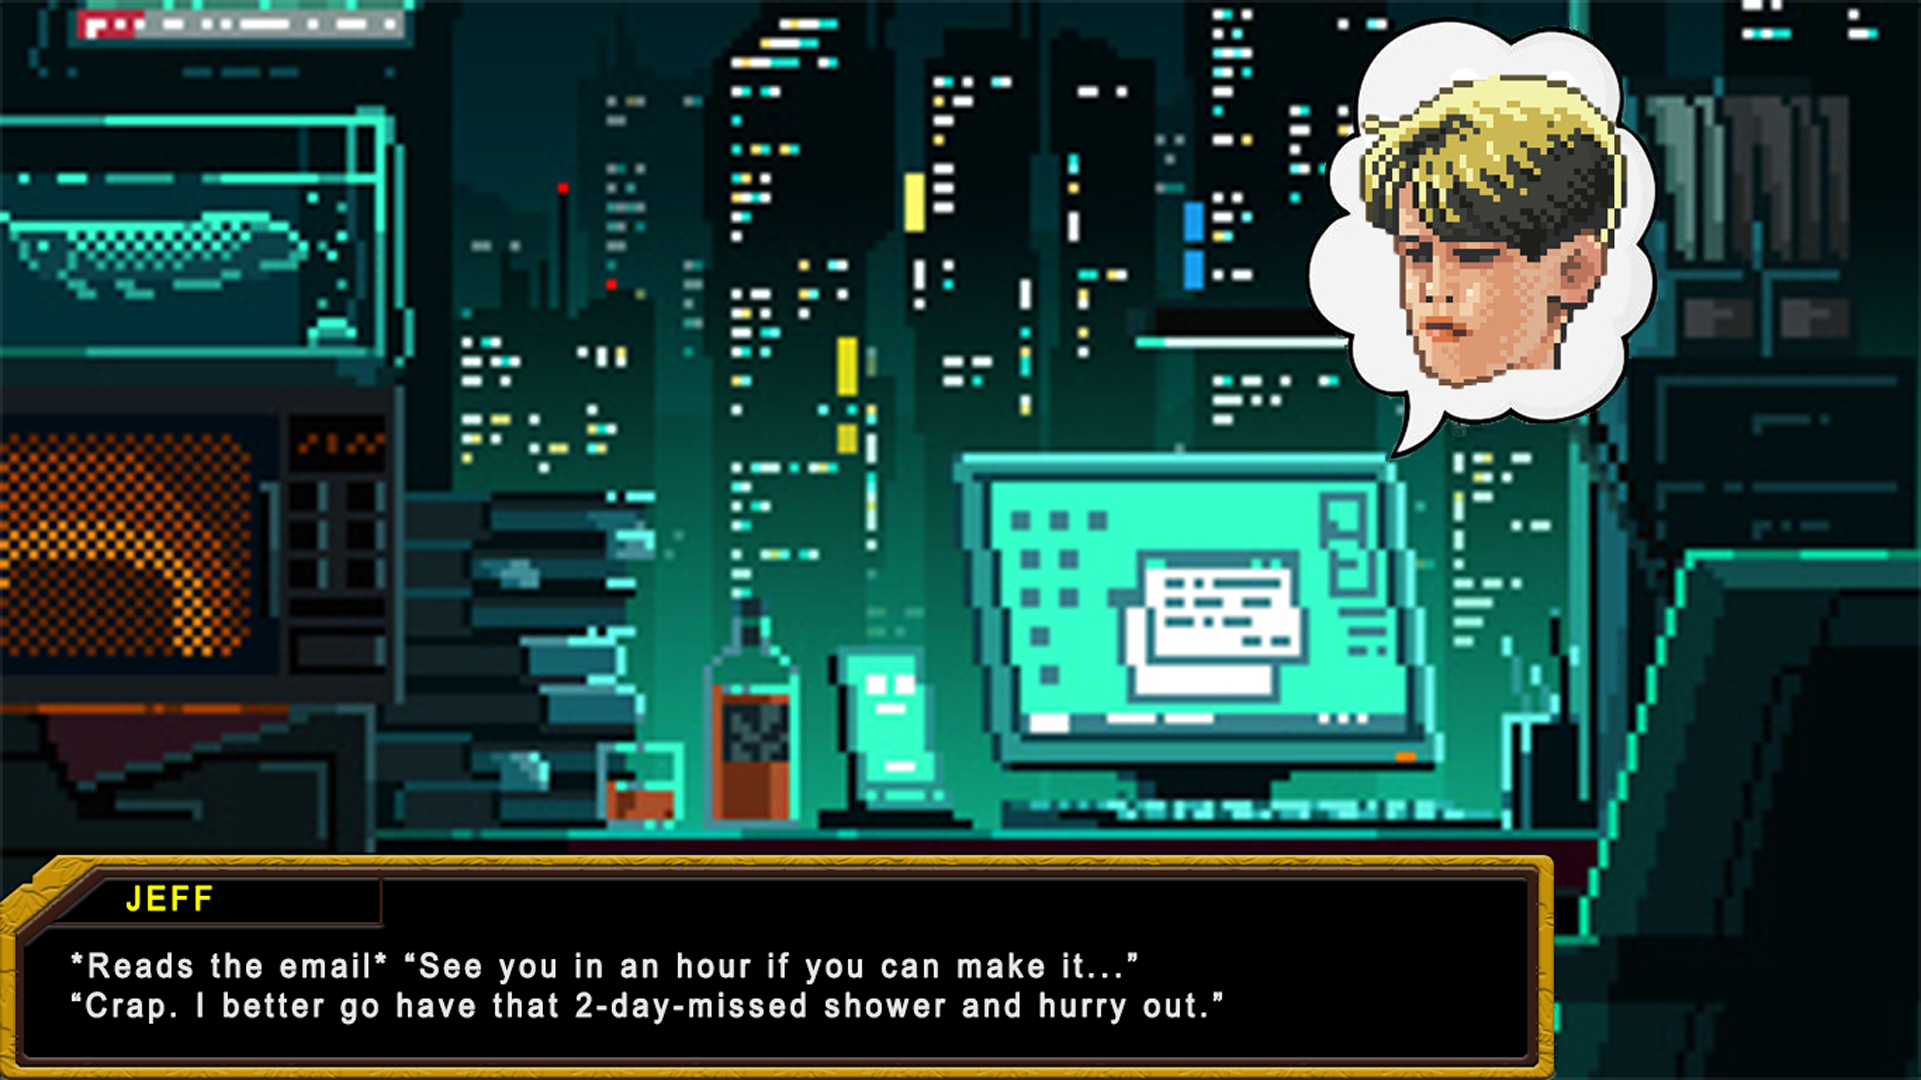 JEFF
*Reads the email* “See you in an hour if you can make it...”
“Crap. I better go have that 2-day-missed shower and hurry out.”